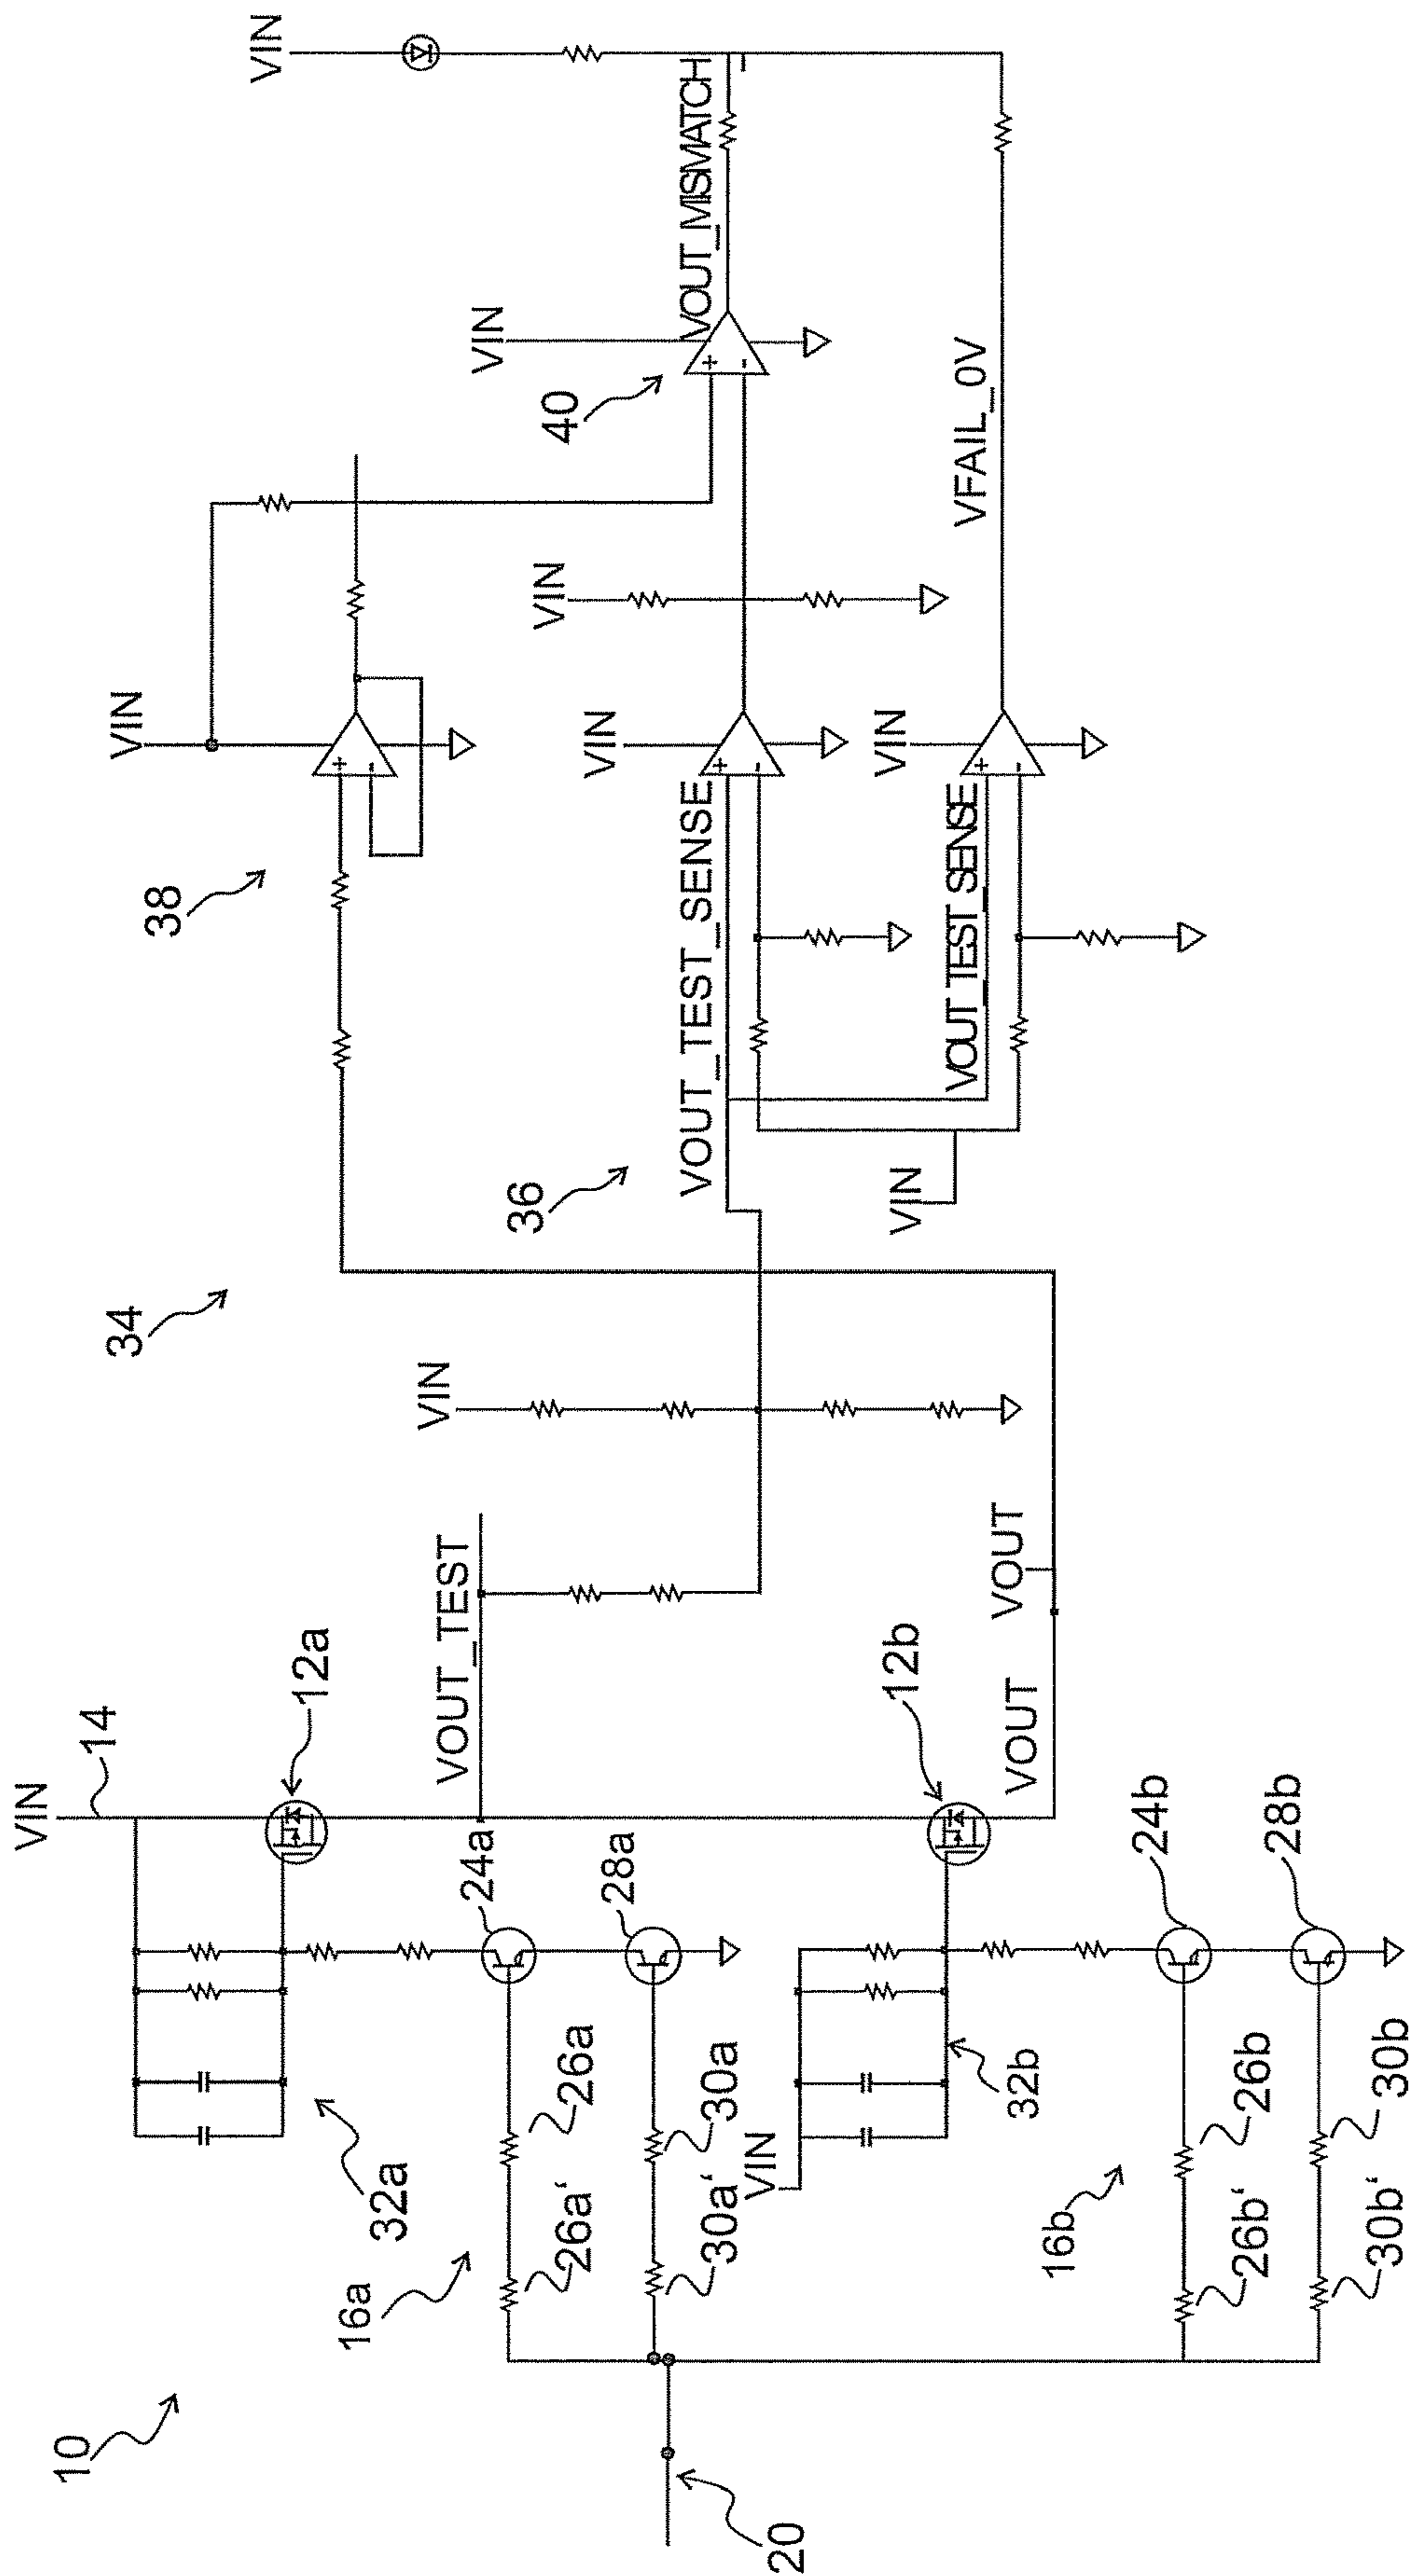 10
20
16a
32a
26a'
26a
30a'
30a
24a
28a
VIN
14
12a
VOUT_TEST
VIN
32b
16b
26b'
26b
30b'
30b
24b
28b
12b
VOUT
VOUT
34
VIN
36
VOUT_TEST_SENSE
VIN
VOUT_TEST_SENSE
38
VIN
VIN
VIN
VIN
40
VIN
VOUT_MISMATCH
VFAIL_0V
VIN